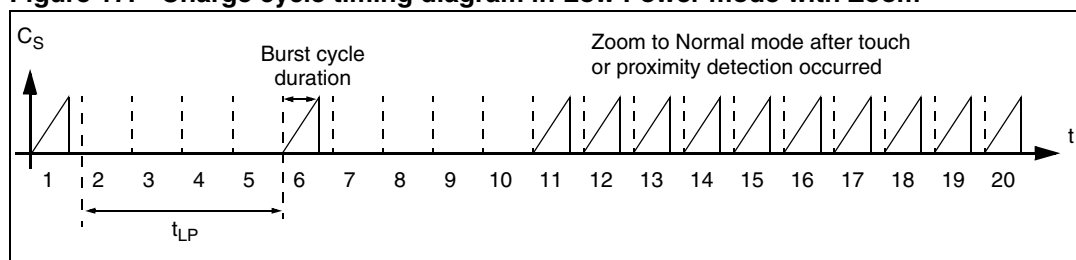 Figure 17. Charge cycle timing diagram in Low Power mode with Zoom
C_S
Burst cycle
duration
Zoom to Normal mode after touch
or proximity detection occurred
t
1 2 3 4 5 6 7 8 9 10 11 12 13 14 15 16 17 18 19 20
t_LP